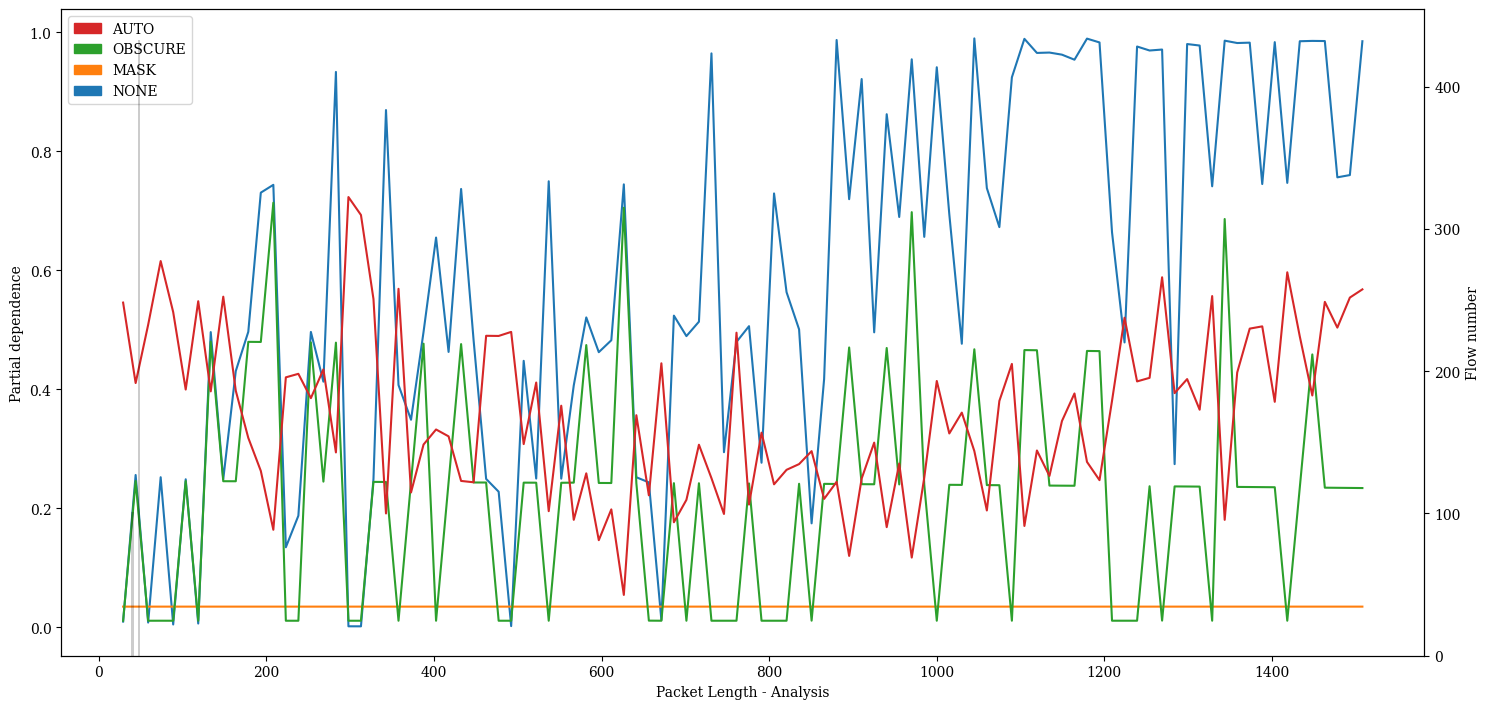 AUTO
OBSCURE
MASK
NONE
1.0
0.8
0.6
0.4
0.2
0.0
Partial dependence
400
300
200
100
0
Flow number
0 200 400 600 800 1000 1200 1400
Packet Length - Analysis